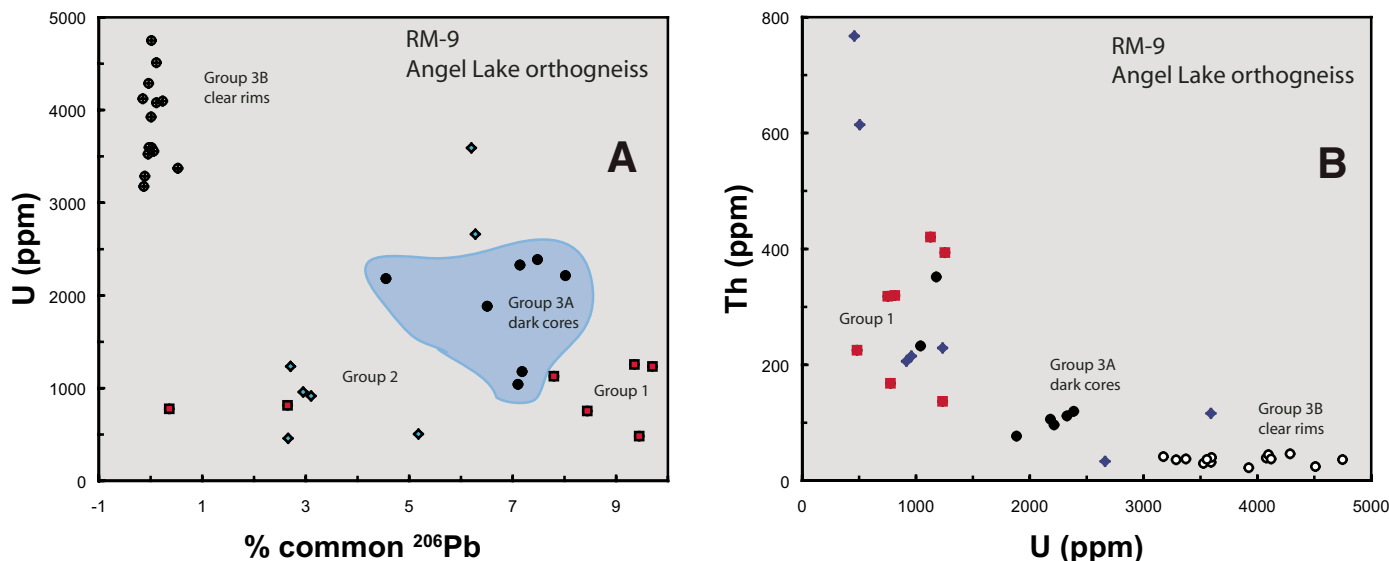 5000
4000
3000
2000
1000
0
-1
1
3
5
7
9
U (ppm)
% common ²⁰⁶Pb
RM-9
Angel Lake orthogneiss
A
Group 3B
clear rims
Group 3A
dark cores
Group 2
Group 1
800
600
400
200
0
0
1000
2000
3000
4000
5000
Th (ppm)
U (ppm)
RM-9
Angel Lake orthogneiss
B
Group 1
Group 3A
dark cores
Group 3B
clear rims